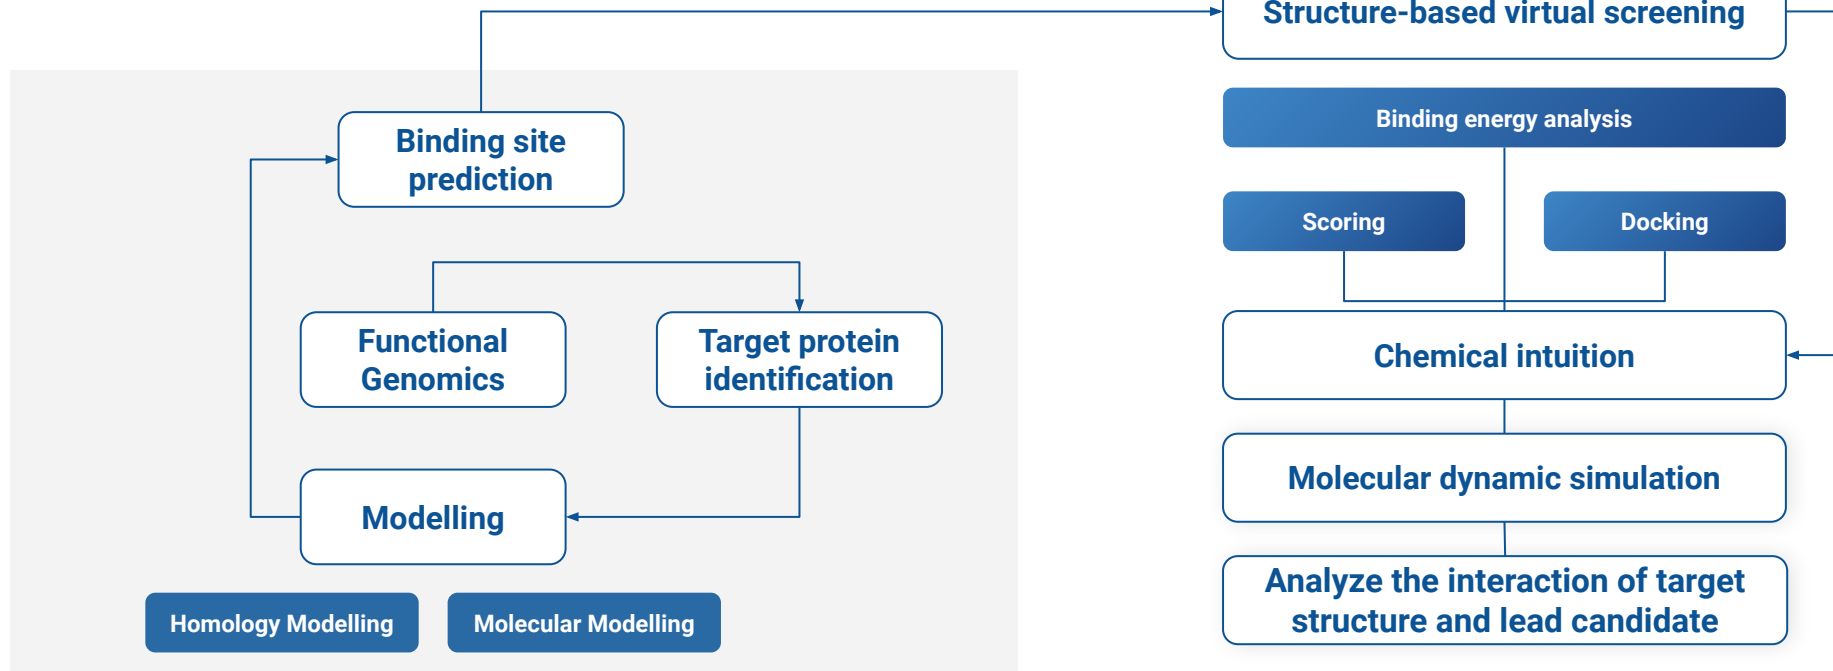 Structure-based virtual screening
Binding site
prediction
Functional
Genomics
Target protein
identification
Modelling
Homology Modelling
Molecular Modelling
Binding energy analysis
Scoring
Docking
Chemical intuition
Molecular dynamic simulation
Analyze the interaction of target
structure and lead candidate